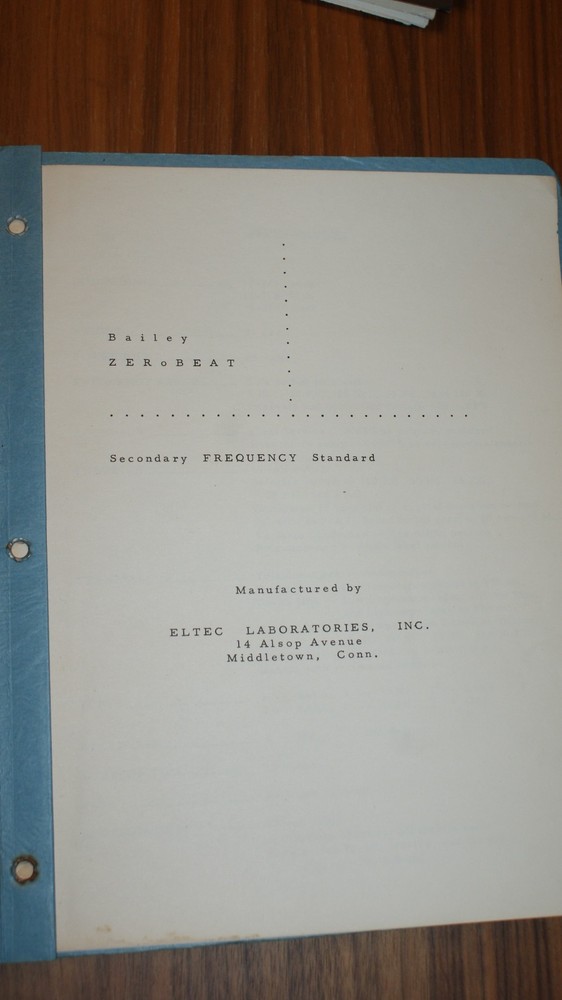 Bailey
ZERoBEAT
Secondary FREQUENCY Standard
Manufactured by
ELTEC LABORATORIES, INC.
14 Alsop Avenue
Middletown, Conn.